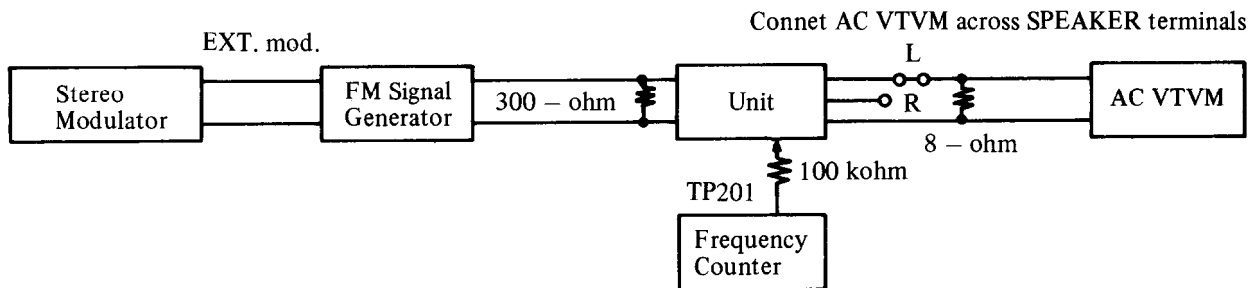 Connet AC VTVM across SPEAKER terminals
EXT. mod.
L
Stereo
Modulator
FM Signal
Generator
300 – ohm
Unit
R
AC VTVM
8 – ohm
100 kohm
TP201
Frequency
Counter